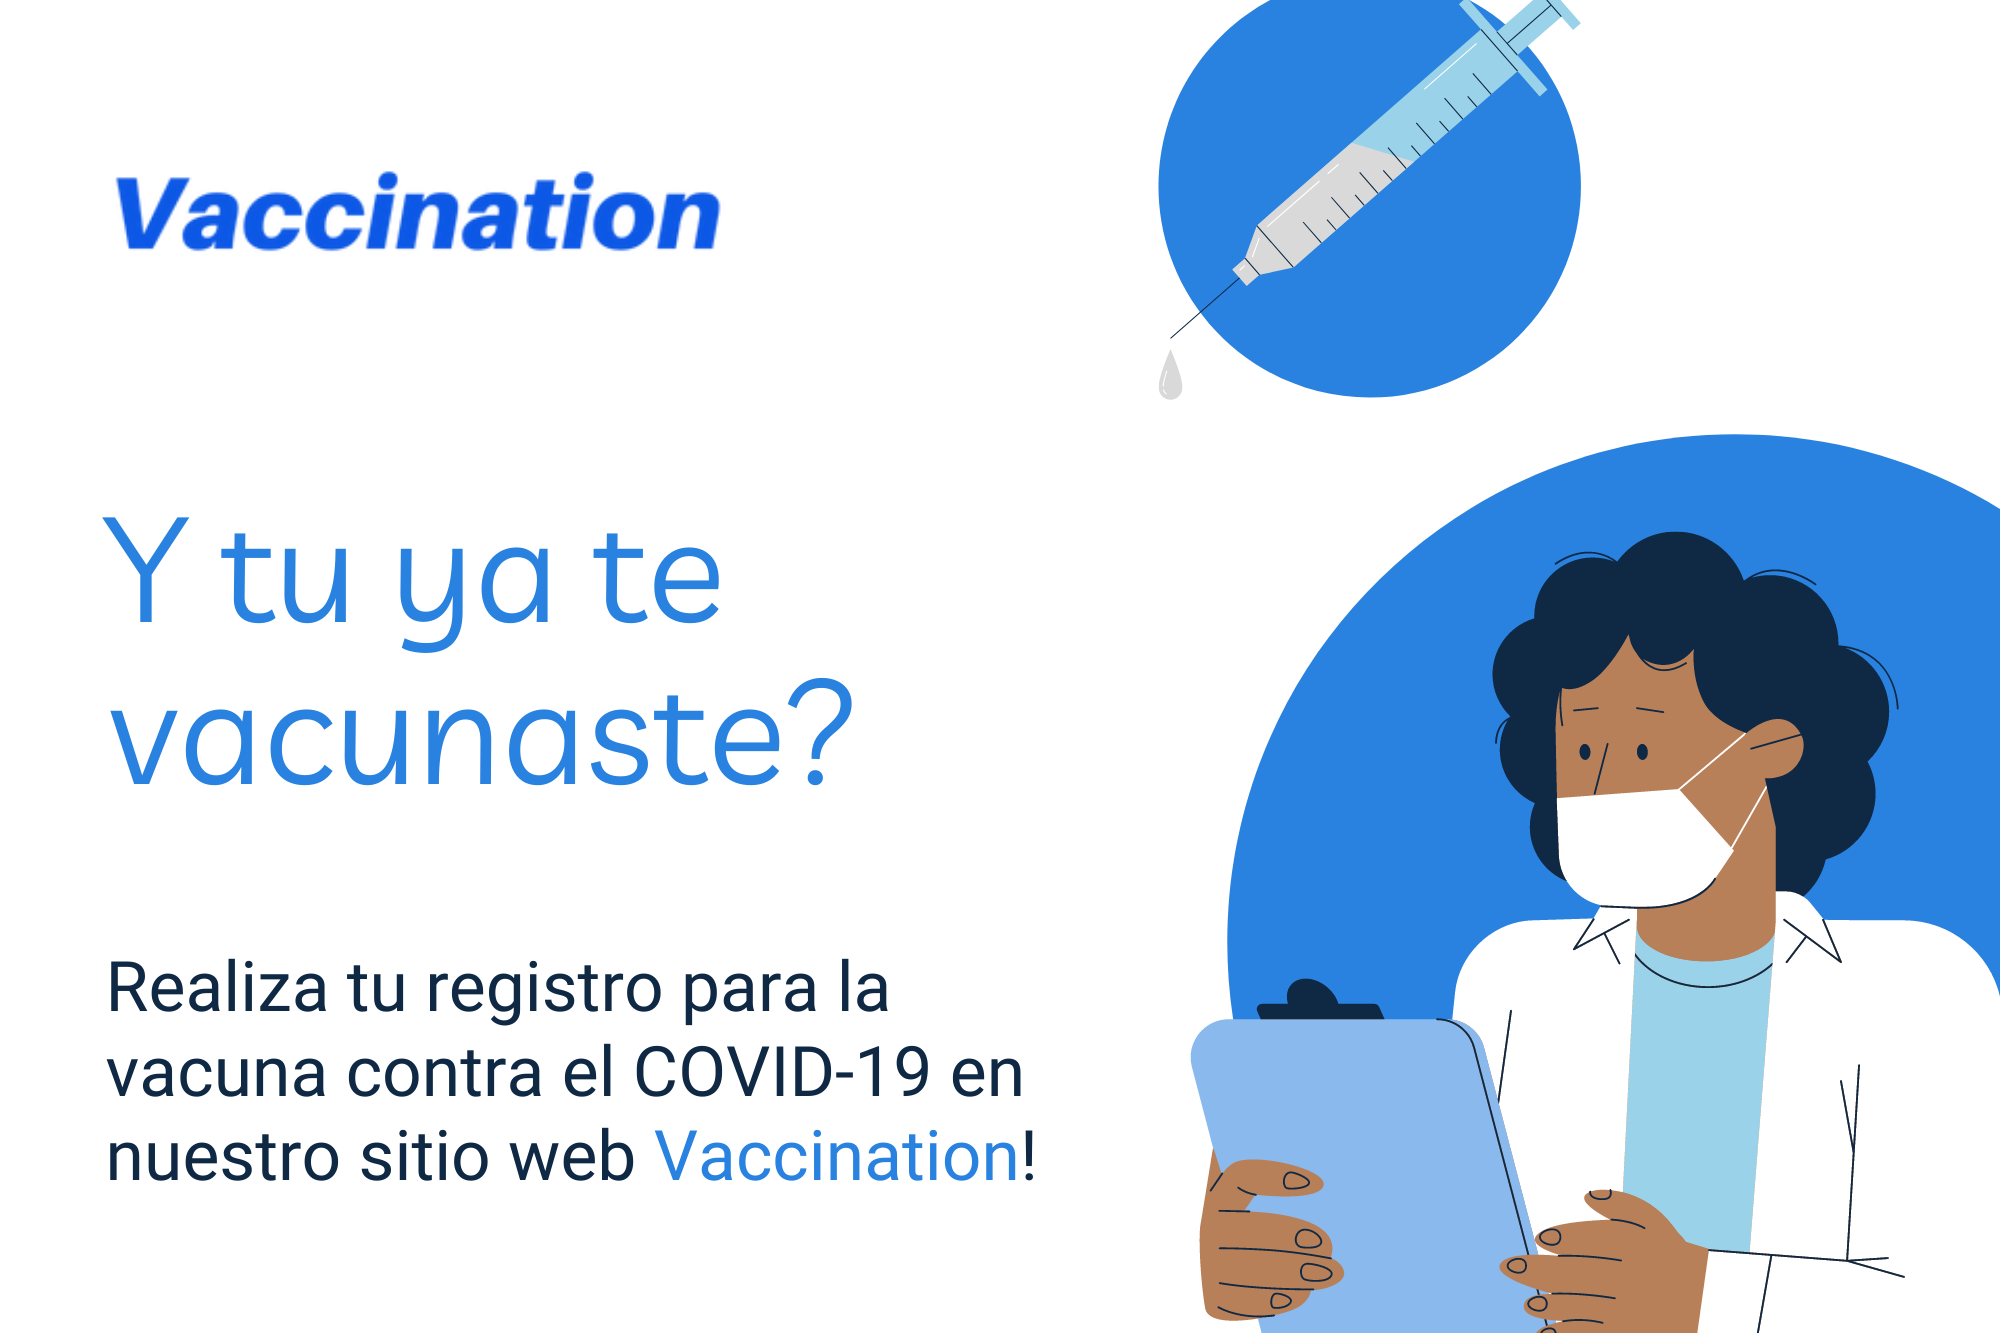 Vaccination
Y tu ya te
vacunaste?
Realiza tu registro para la
vacuna contra el COVID-19 en
nuestro sitio web Vaccination!